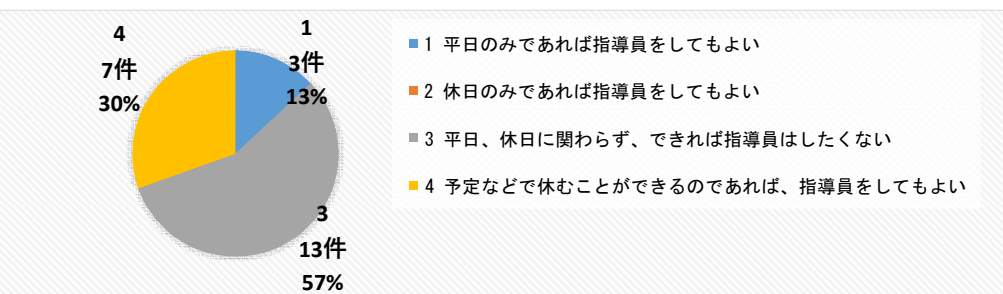 4
7件
30%
1
3件
13%
3
13件
57%
1 平日のみであれば指導員をしてもよい
2 休日のみであれば指導員をしてもよい
3 平日、休日に関わらず、できれば指導員はしたくない
4 予定などで休むことができるのであれば、指導員をしてもよい